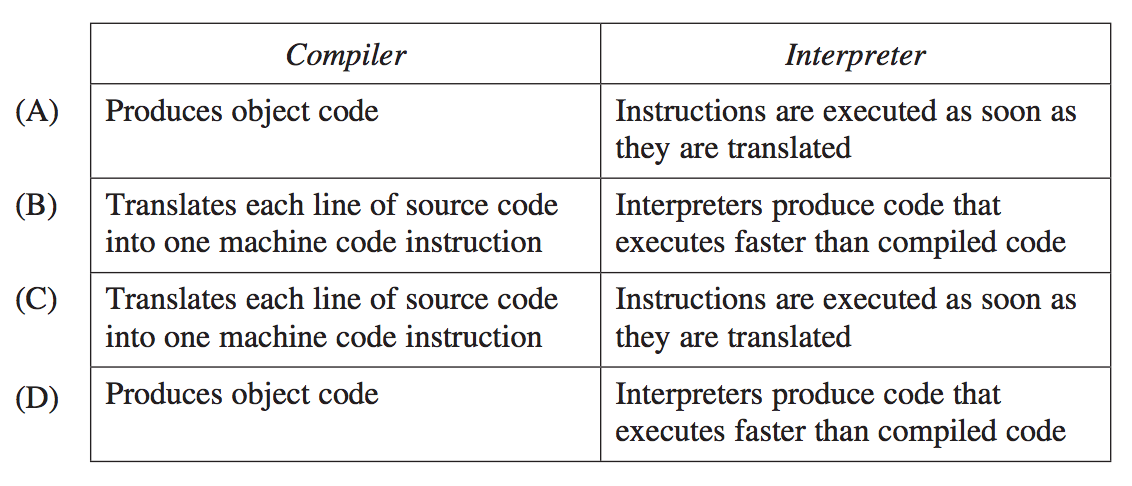 Compiler Interpreter
(A) Produces object code Instructions are executed as soon as
they are translated
(B) Translates each line of source code Interpreters produce code that
into one machine code instruction executes faster than compiled code
(C) Translates each line of source code Instructions are executed as soon as
into one machine code instruction they are translated
(D) Produces object code Interpreters produce code that
executes faster than compiled code